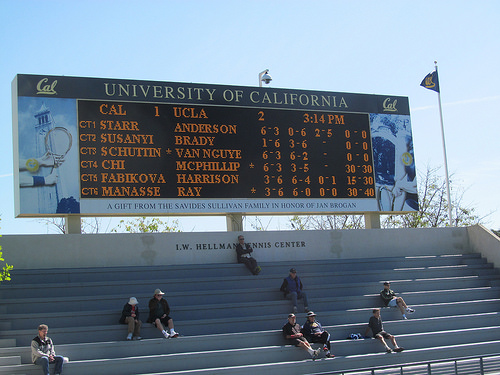 Cal
UNIVERSITY OF CALIFORNIA
Cal
CAL 1 UCLA 2 3:14 PM
CT1 STARR ANDERSON 6-3 0-6 2-5 0-0
CT2 SUSANYI BRADY 1-6 3-6 - 0-0
CT3 SCHUITIN * VAN NGUYE 6-3 6-2 - 0-0
CT4 CHI MCPHILLIP * 6-3 3-5 30-30
CT5 FABIKOVA HARRISON 3-6 6-4 0-1 15-30
CT6 MANASSE RAY * 3-6 6-0 0-0 30-40
A GIFT FROM THE SAVIDES-SULLIVAN FAMILY IN HONOR OF IAN BROGAN
I.W. HELLMAN TENNIS CENTER